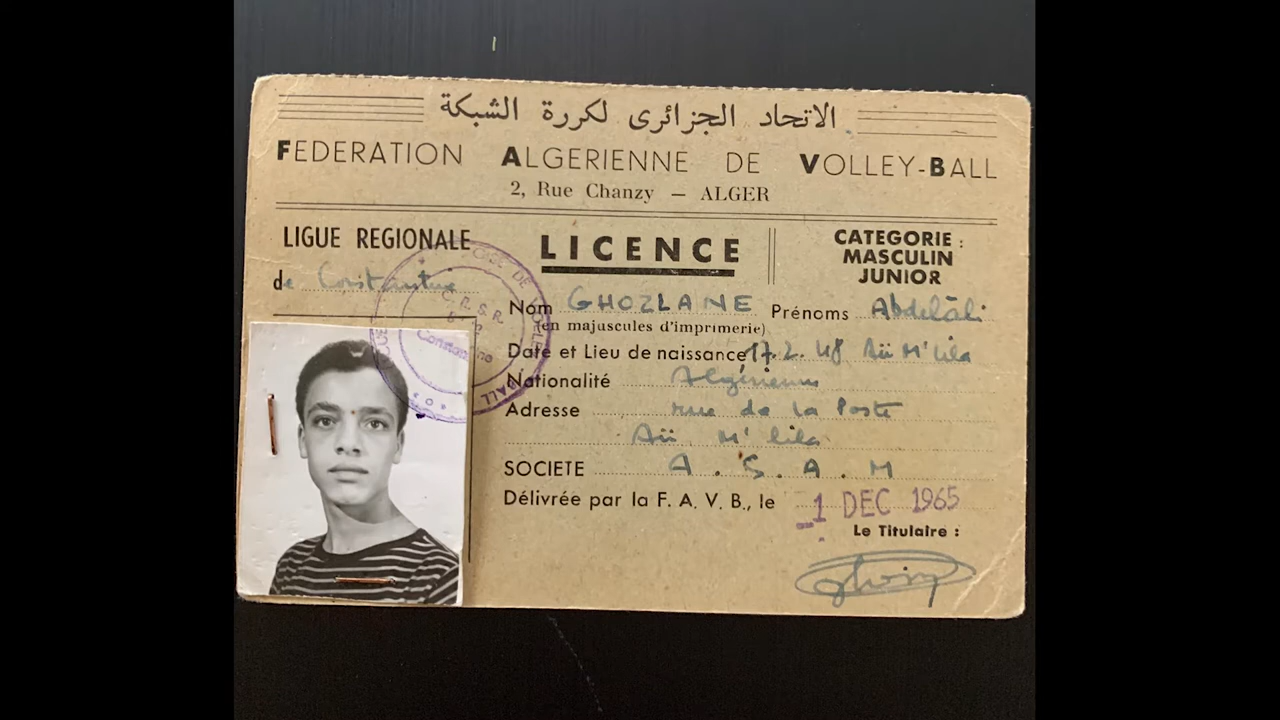 الاتحاد الجزائرى لكررة الشبكة
FEDERATION ALGERIENNE DE VOLLEY-BALL
2, Rue Chanzy — ALGER
LIGUE REGIONALE
de Constantine
LICENCE
CATEGORIE :
MASCULIN
JUNIOR
Nom GHOZLANE Prénoms Abdelâli
(en majuscules d'imprimerie)
Date et Lieu de naissance 17.2.48 Aïn M'lila
Nationalité Algérienne
Adresse rue de la Poste
Aïn M'lila
SOCIETE A.S.A.M
Délivrée par la F. A. V. B., le 1 DEC 1965
Le Titulaire :